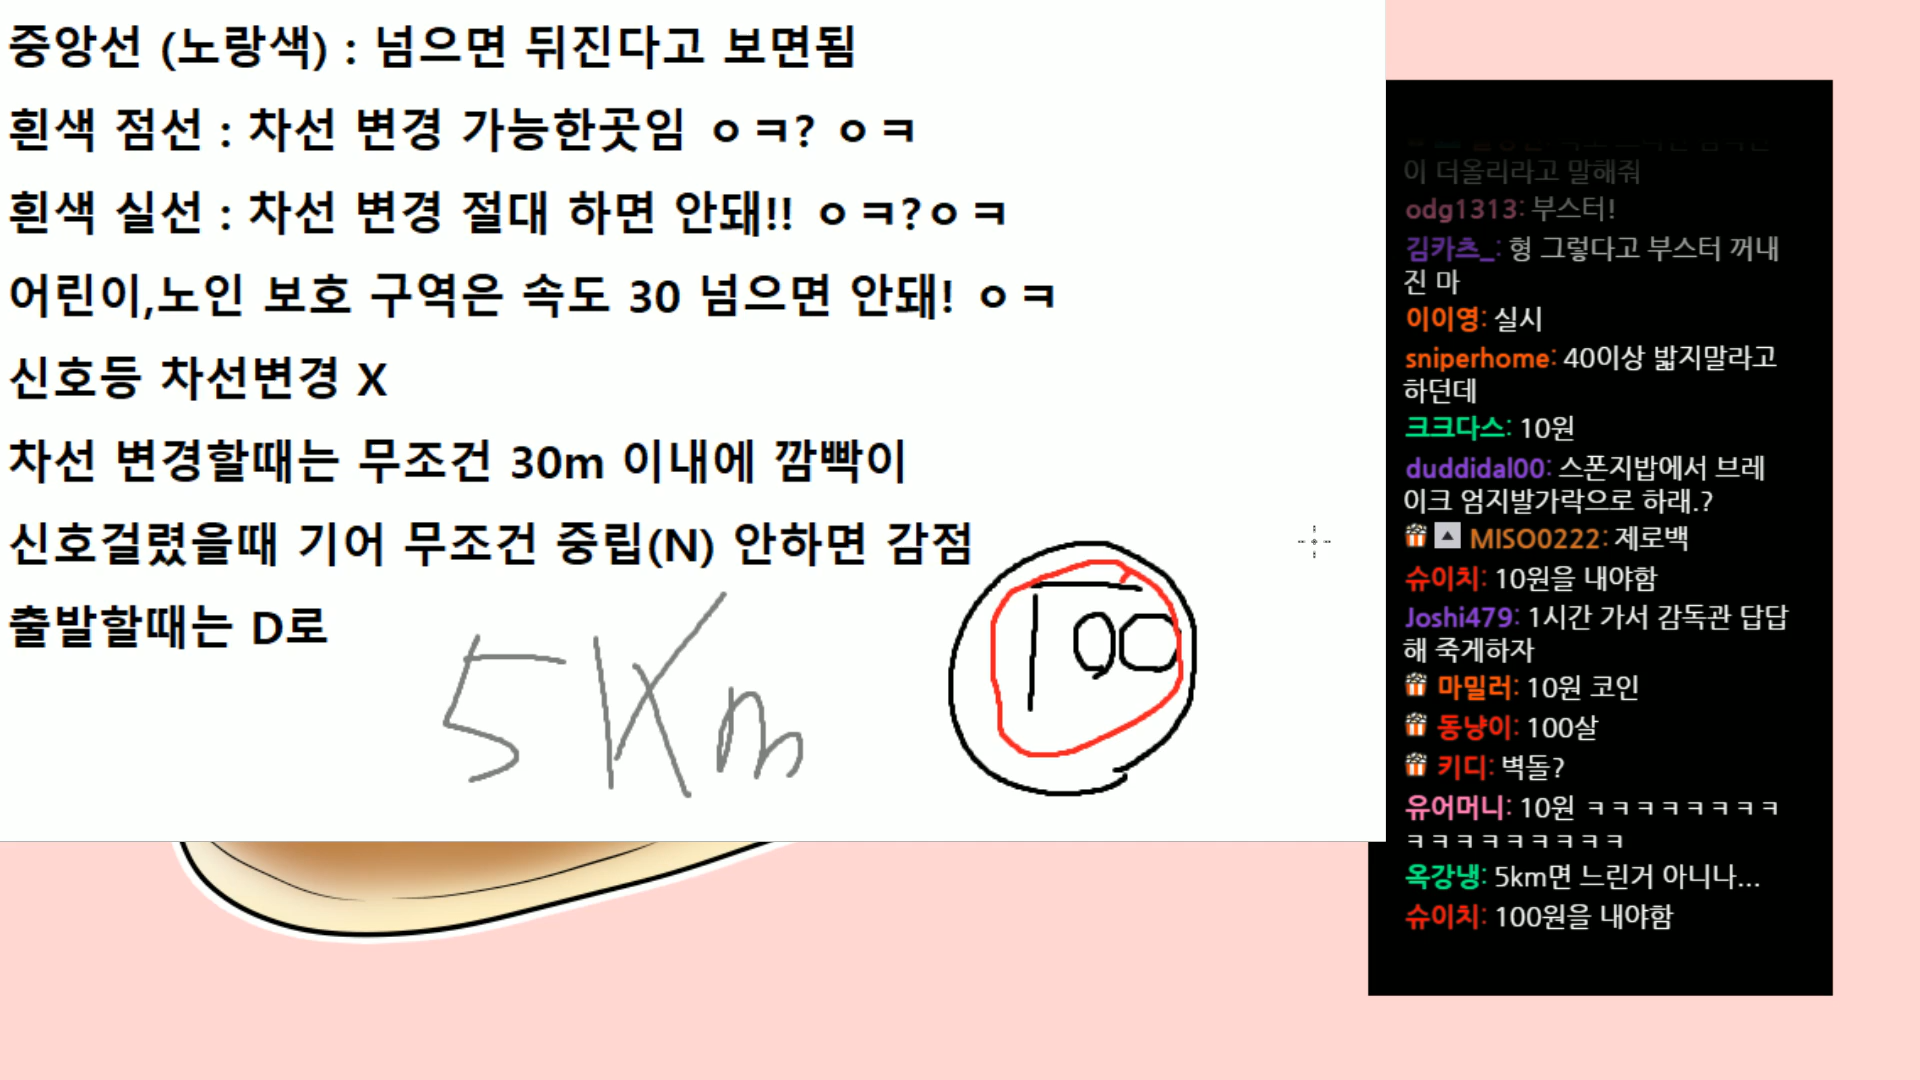 중앙선 (노랑색) : 넘으면 뒤진다고 보면됨
흰색 점선 : 차선 변경 가능한곳임 ㅇㅋ? ㅇㅋ
흰색 실선 : 차선 변경 절대 하면 안돼!! ㅇㅋ?ㅇㅋ
어린이,노인 보호 구역은 속도 30 넘으면 안돼! ㅇㅋ
신호등 차선변경 X
차선 변경할때는 무조건 30m 이내에 깜빡이
신호걸렸을때 기어 무조건 중립(N) 안하면 감점
출발할때는 D로
5Km
100
이 더올리라고 말해줘
odg1313: 부스터!
김카츠_: 형 그렇다고 부스터 꺼내
진 마
이이영: 실시
sniperhome: 40이상 밟지말라고
하던데
크크다스: 10원
duddidal00: 스폰지밥에서 브레
이크 엄지발가락으로 하래.?
MISO0222: 제로백
슈이치: 10원을 내야함
Joshi479: 1시간 가서 감독관 답답
해 죽게하자
마밀러: 10원 코인
동냥이: 100살
키디: 벽돌?
유어머니: 10원 ㅋㅋㅋㅋㅋㅋㅋㅋ
ㅋㅋㅋㅋㅋㅋㅋㅋㅋ
옥강냉: 5km면 느린거 아니나...
슈이치: 100원을 내야함